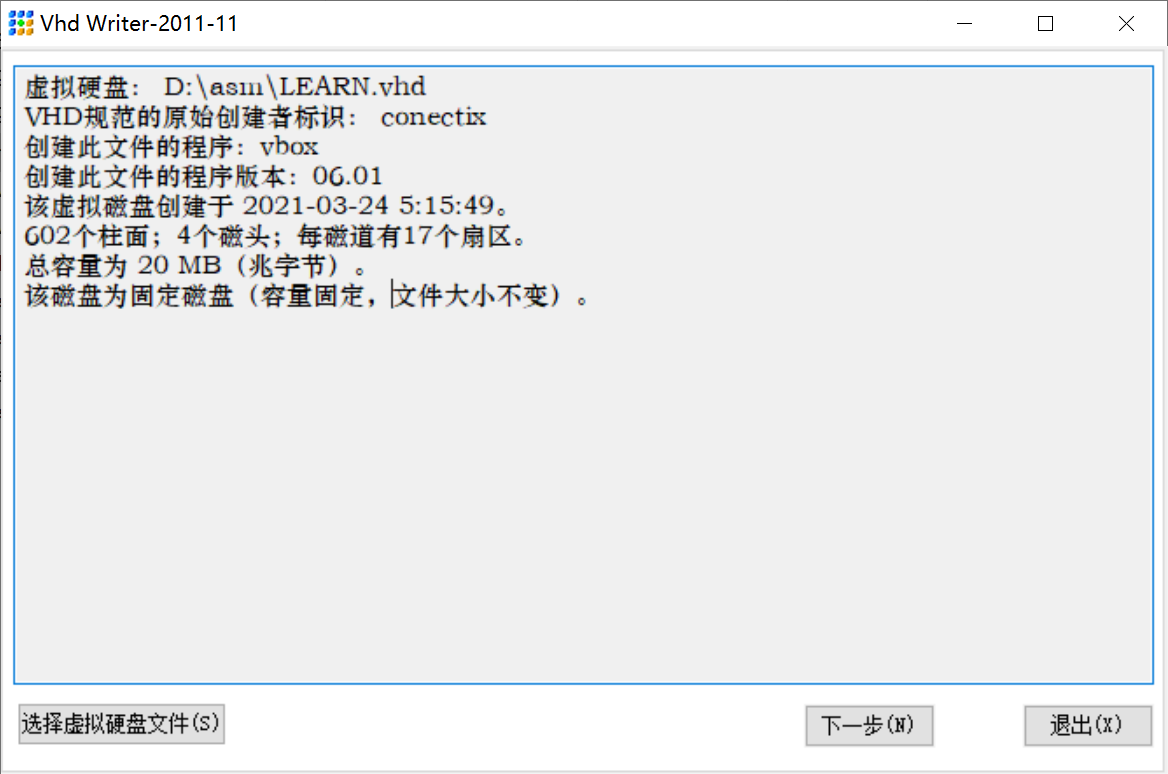 Vhd Writer-2011-11
虚拟硬盘： D:\asm\LEARN.vhd
VHD规范的原始创建者标识： conectix
创建此文件的程序：vbox
创建此文件的程序版本：06.01
该虚拟磁盘创建于 2021-03-24 5:15:49。
602个柱面；4个磁头；每磁道有17个扇区。
总容量为 20 MB（兆字节）。
该磁盘为固定磁盘（容量固定，文件大小不变）。
选择虚拟硬盘文件(S) 下一步(N) 退出(X)